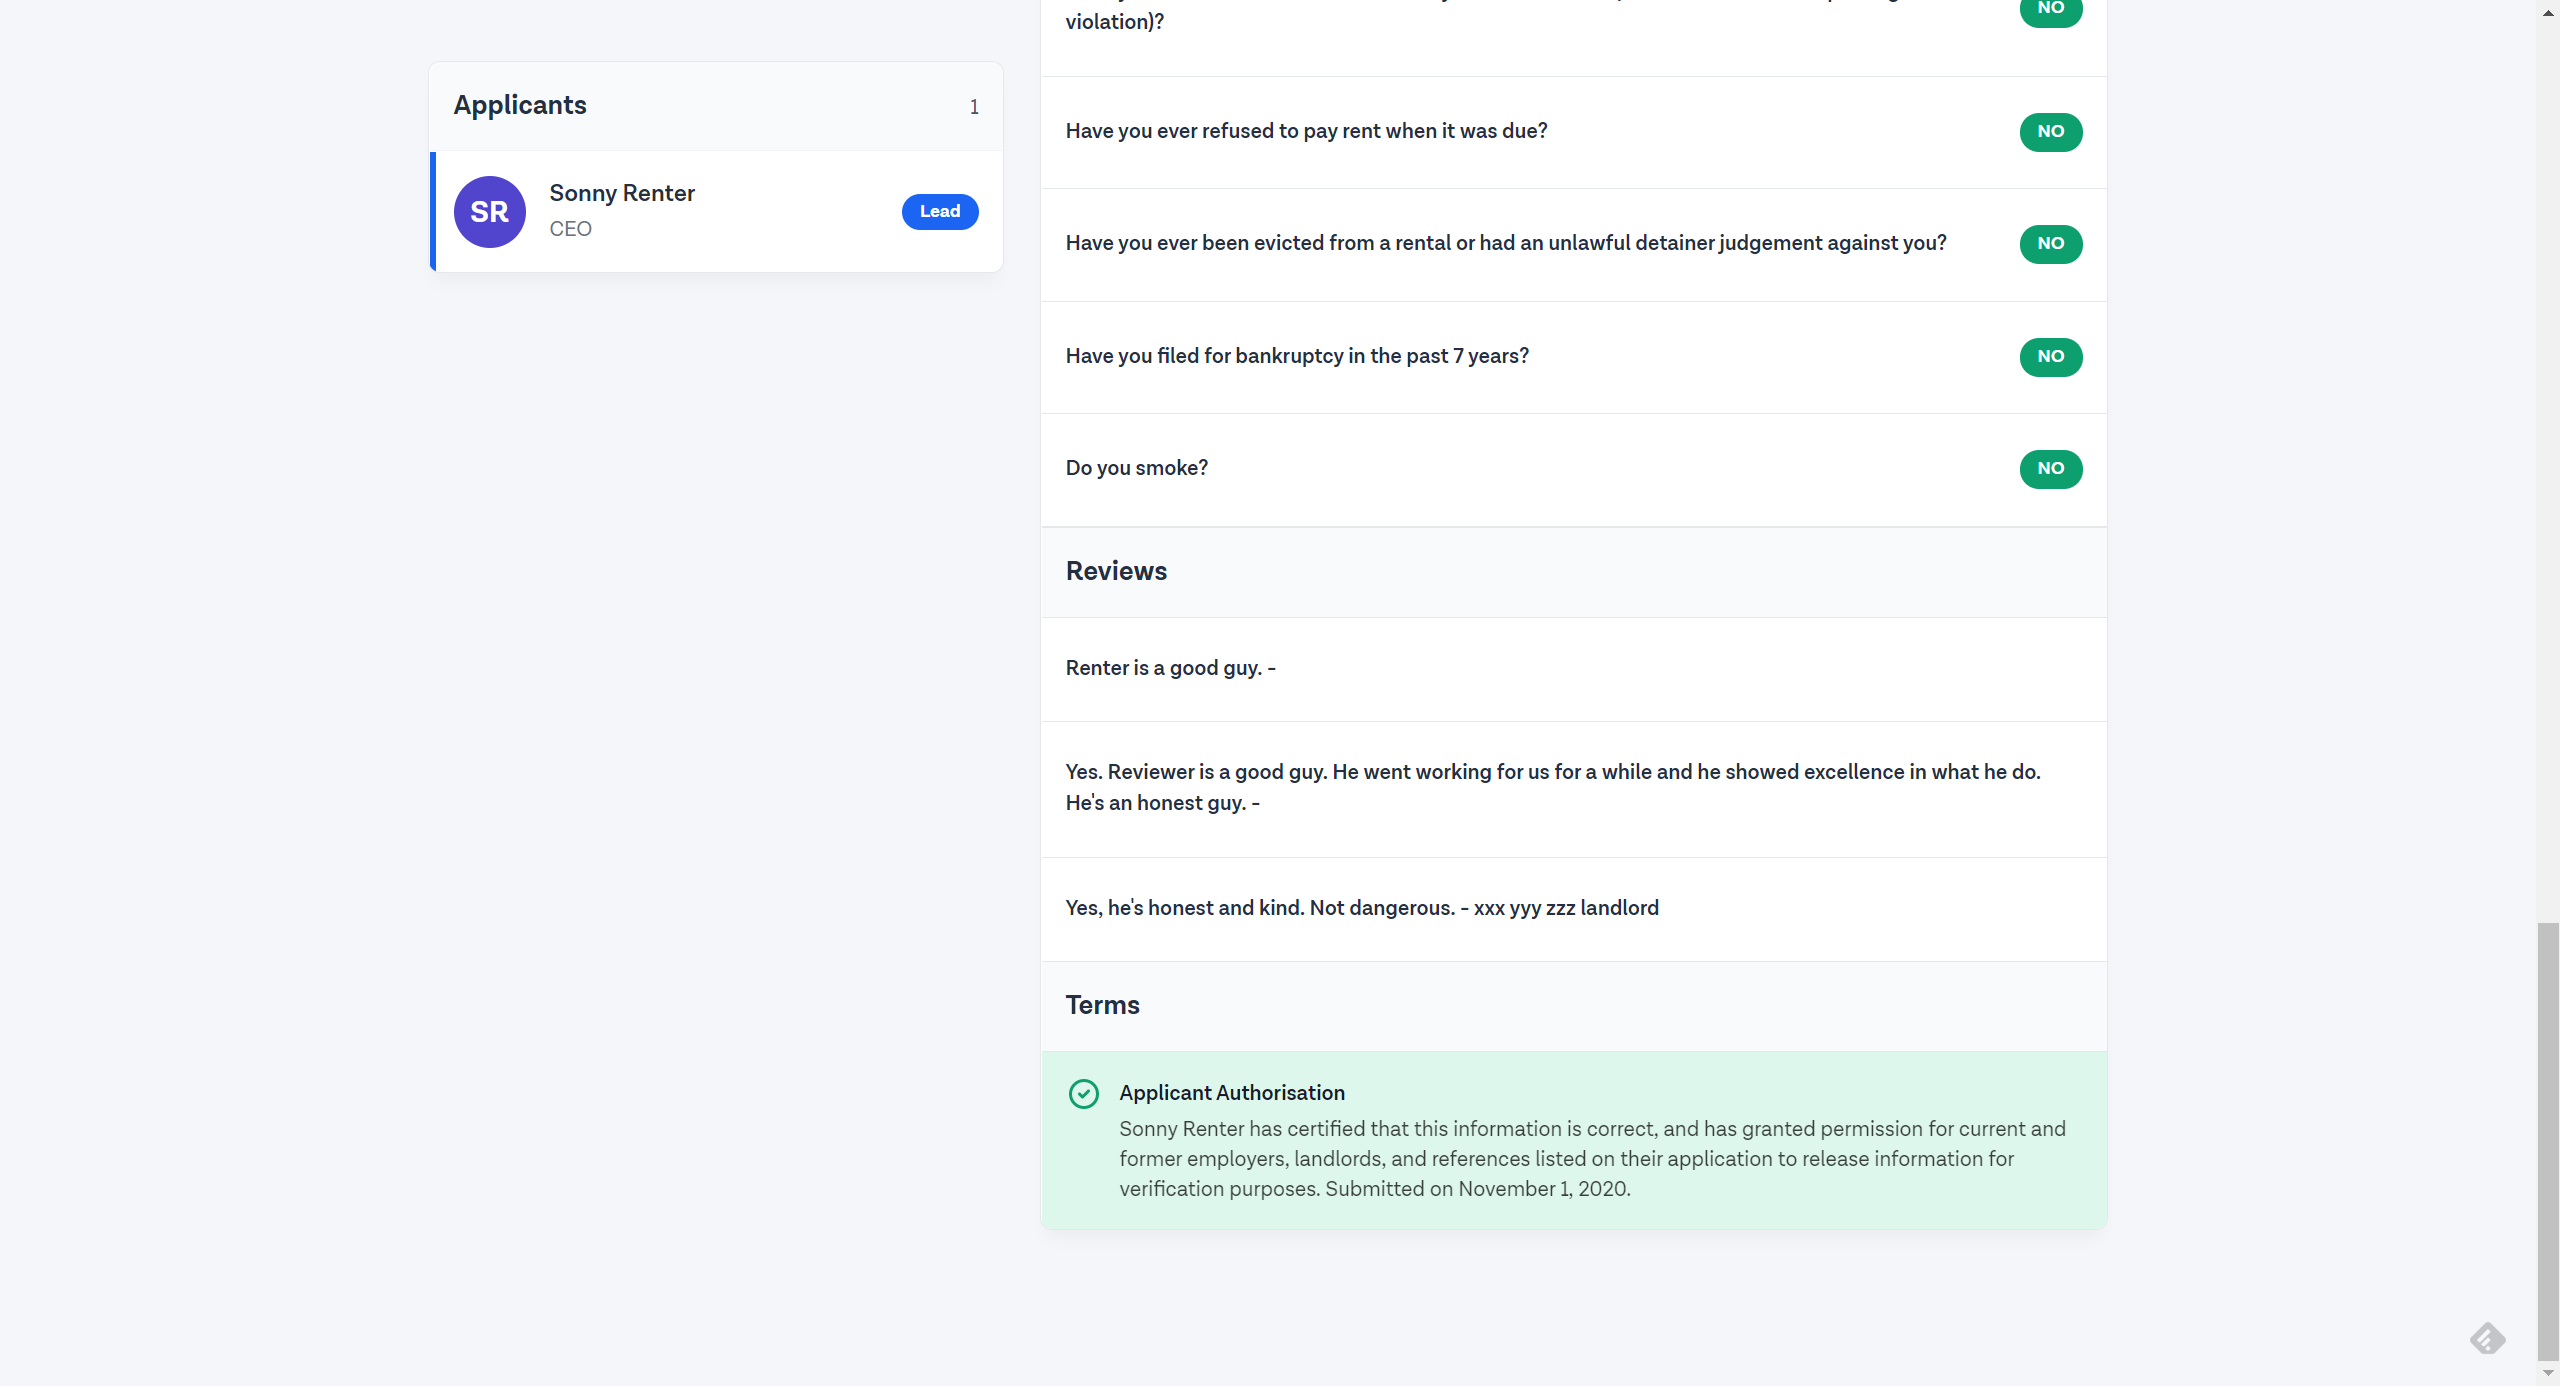 Applicants
1
SR
Sonny Renter
CEO
Lead
violation)?
NO
Have you ever refused to pay rent when it was due?
NO
Have you ever been evicted from a rental or had an unlawful detainer judgement against you?
NO
Have you filed for bankruptcy in the past 7 years?
NO
Do you smoke?
NO
Reviews
Renter is a good guy. -
Yes. Reviewer is a good guy. He went working for us for a while and he showed excellence in what he do.
He's an honest guy. -
Yes, he's honest and kind. Not dangerous. - xxx yyy zzz landlord
Terms
Applicant Authorisation
Sonny Renter has certified that this information is correct, and has granted permission for current and
former employers, landlords, and references listed on their application to release information for
verification purposes. Submitted on November 1, 2020.